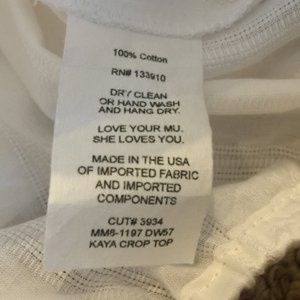 100% Cotton
RN# 133910
DRY CLEAN
OR HAND WASH
AND HANG DRY.
LOVE YOUR MU.
SHE LOVES YOU.
MADE IN THE USA
OF IMPORTED FABRIC
AND IMPORTED
COMPONENTS
CUT# 3934
MM6-1197 DW57
KAYA CROP TOP